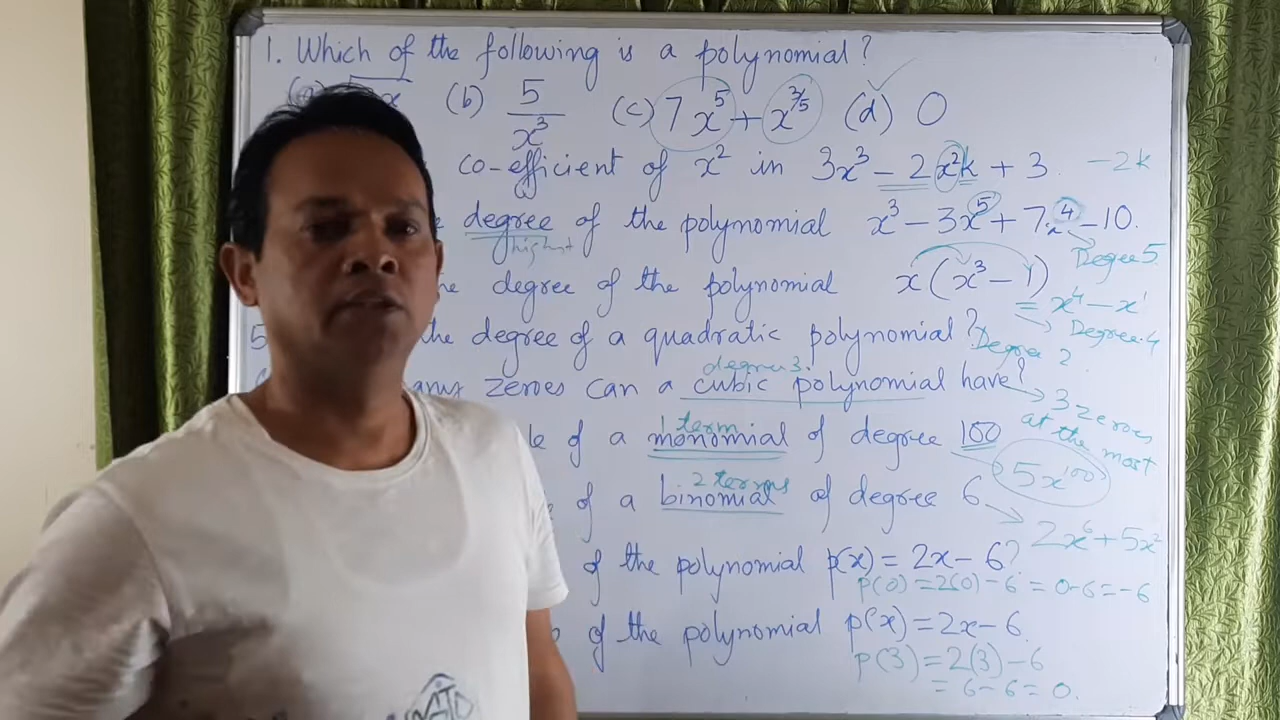 1. Which of the following is a polynomial?
(b) 5/x³ (c) 7x⁵ + x^3/5 (d) 0
co-efficient of x² in 3x³ - 2x²k + 3 -2k
degree of the polynomial x³ - 3x⁵ + 7x⁴ - 10.
highest Degree 5
degree of the polynomial x(x³ - 1)
= x⁴ - x¹
Degree 4
5 the degree of a quadratic polynomial? Degree 2
degree 3.
zeroes can a cubic polynomial have? 3 zeroes at the most
1 term
of a monomial of degree 100 5x¹⁰⁰
2 terms
of a binomial of degree 6 2x⁶ + 5x²
of the polynomial p(x) = 2x - 6?
p(0) = 2(0) - 6 = 0-6 = -6
of the polynomial p(x) = 2x - 6.
p(3) = 2(3) - 6
= 6 - 6 = 0.